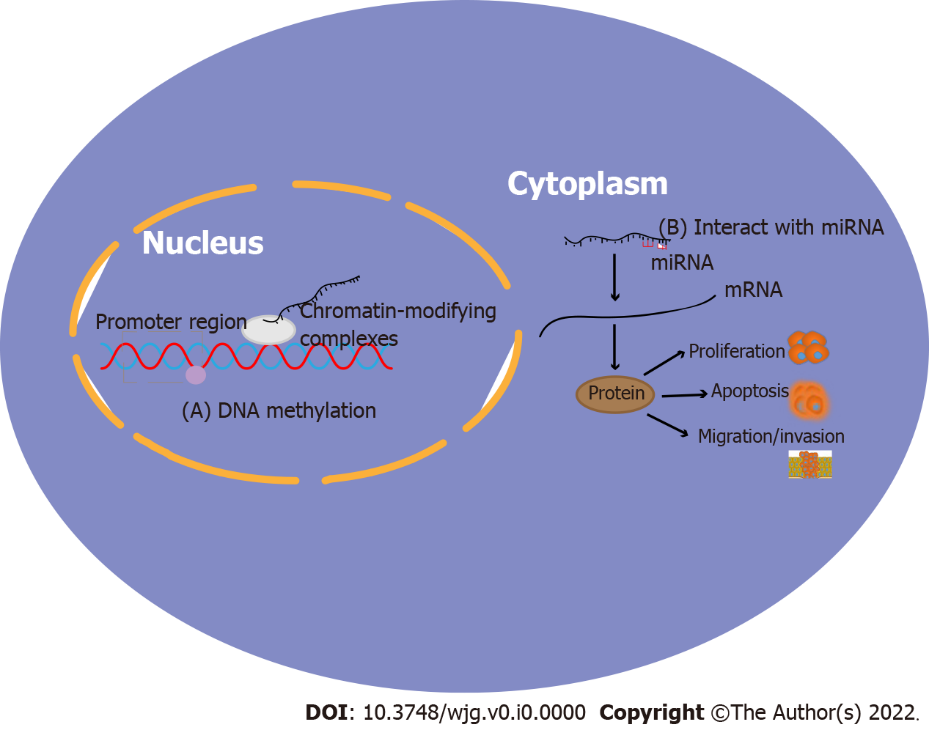 Cytoplasm
Nucleus
(B) Interact with miRNA
miRNA
mRNA
Chromatin-modifying
complexes
Promoter region
(A) DNA methylation
Protein
Proliferation
Apoptosis
Migration/invasion
DOI: 10.3748/wjg.v0.i0.0000 Copyright ©The Author(s) 2022.